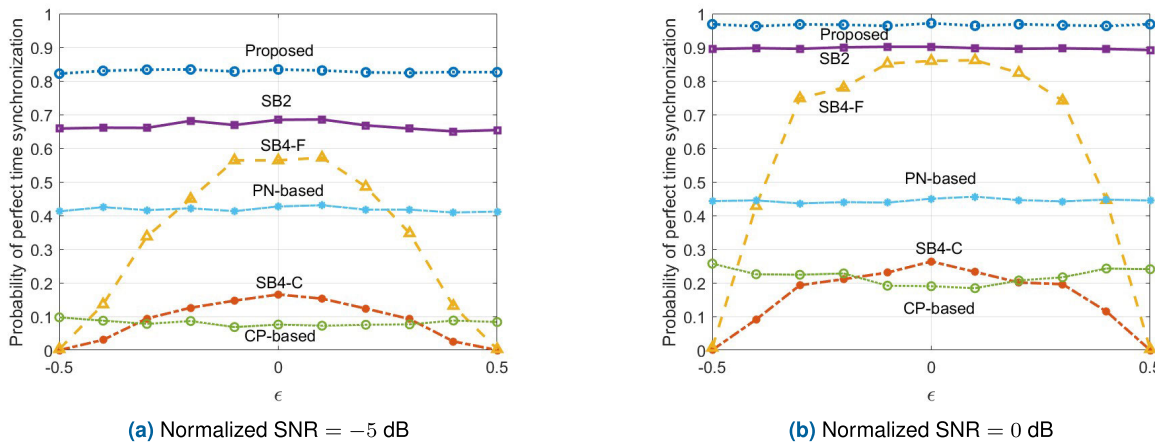 Probability of perfect time synchronization
1
0.9
0.8
0.7
0.6
0.5
0.4
0.3
0.2
0.1
0
Proposed
SB2
SB4-F
PN-based
SB4-C
CP-based
-0.5
0
0.5
ϵ
(a) Normalized SNR = −5 dB
Probability of perfect time synchronization
1
0.9
0.8
0.7
0.6
0.5
0.4
0.3
0.2
0.1
0
Proposed
SB2
SB4-F
PN-based
SB4-C
CP-based
-0.5
0
0.5
ϵ
(b) Normalized SNR = 0 dB